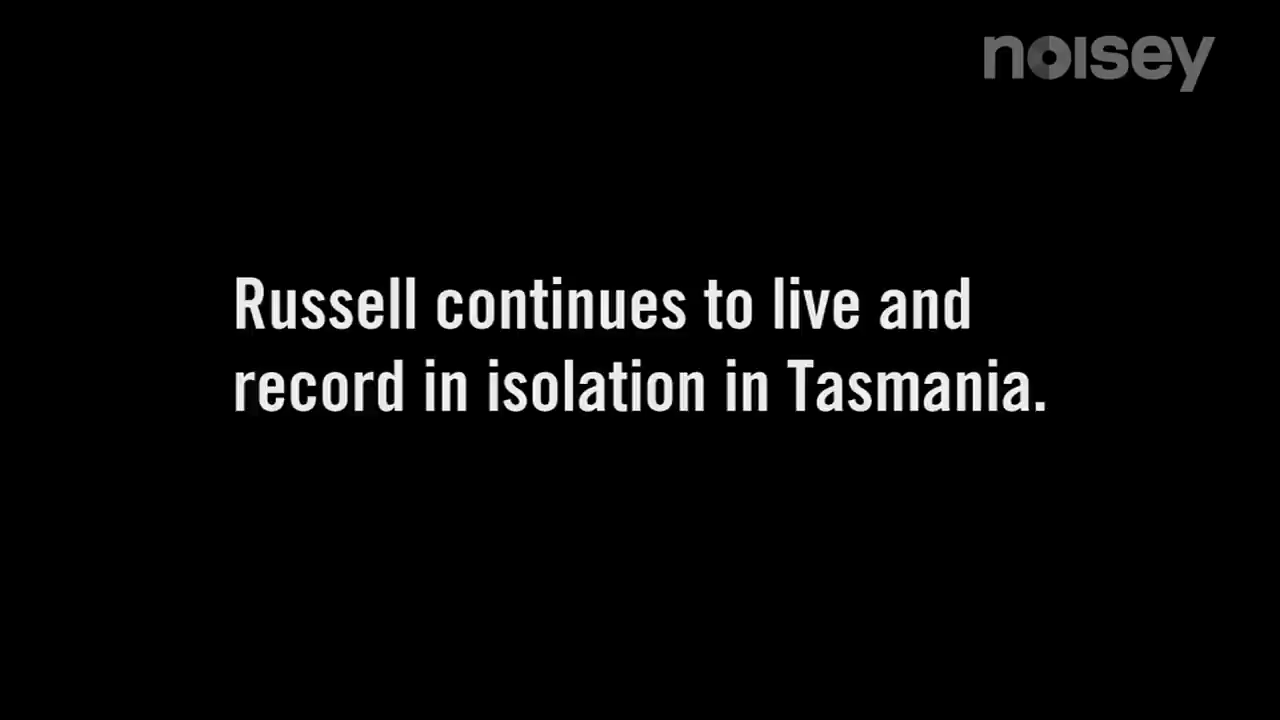 noisey
Russell continues to live and
record in isolation in Tasmania.